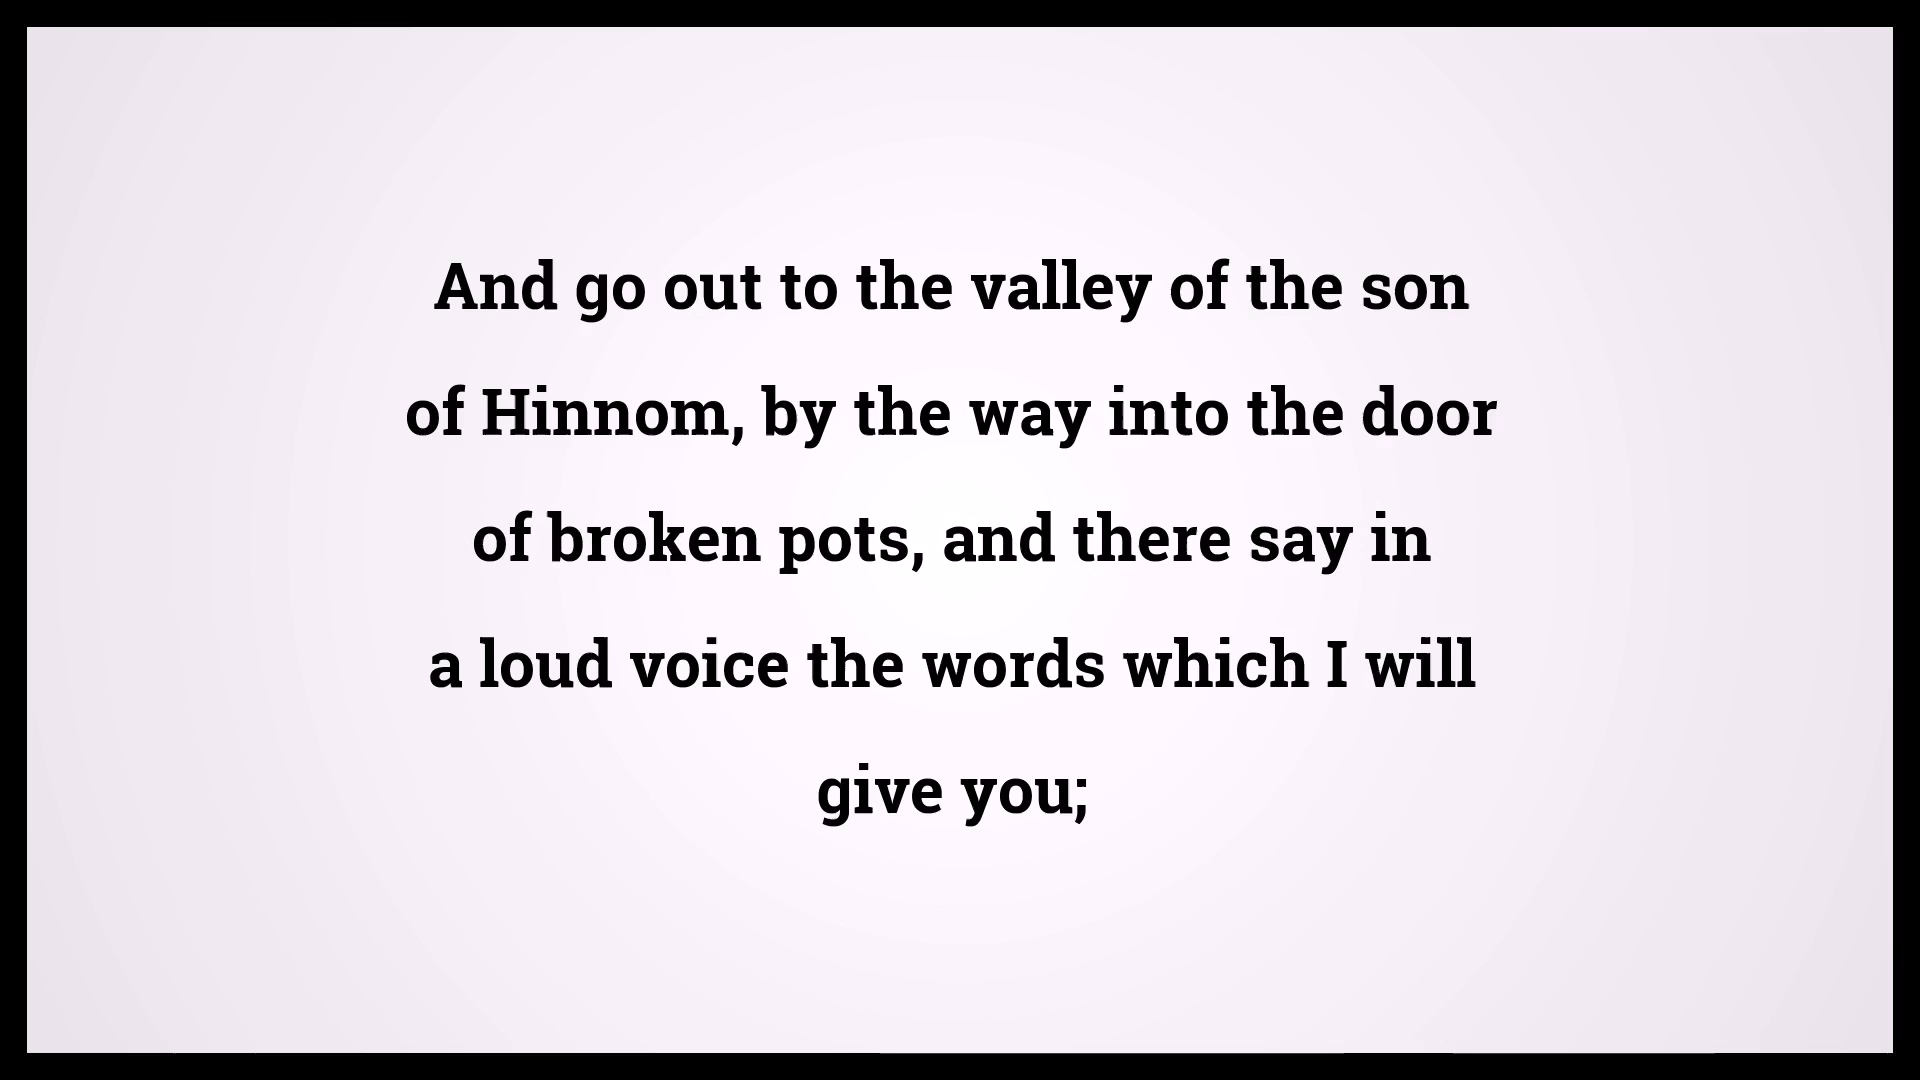 And go out to the valley of the son
of Hinnom, by the way into the door
of broken pots, and there say in
a loud voice the words which I will
give you;